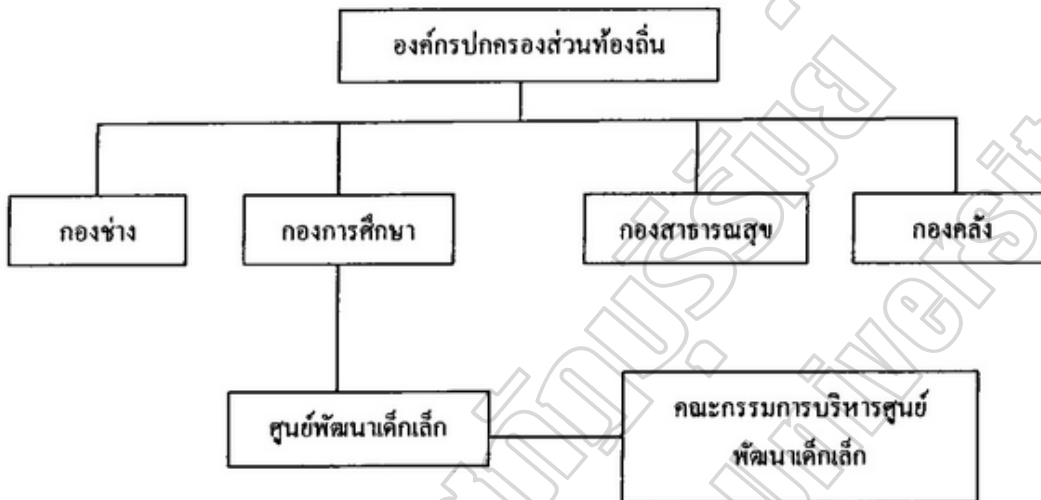 องค์กรปกครองส่วนท้องถิ่น
กองช่าง
กองการศึกษา
กองสาธารณสุข
กองคลัง
ศูนย์พัฒนาเด็กเล็ก
คณะกรรมการบริหารศูนย์
พัฒนาเด็กเล็ก